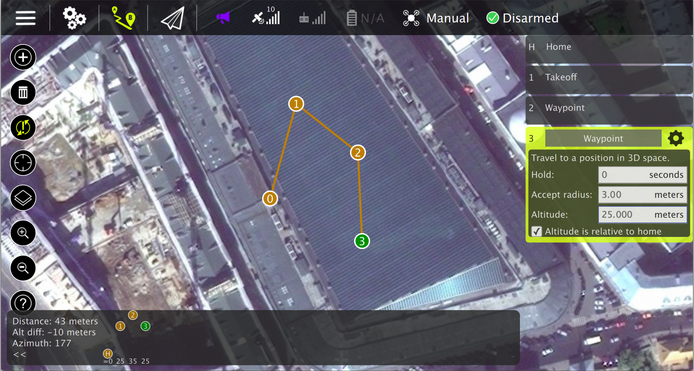 10
N/A
Manual
Disarmed
H Home
1 Takeoff
2 Waypoint
3 Waypoint
Travel to a position in 3D space.
Hold: 0 seconds
Accept radius: 3.00 meters
Altitude: 25.000 meters
Altitude is relative to home
1
2
0
3
?
Distance: 43 meters
Alt diff: -10 meters
Azimuth: 177
<<
2
1
3
H
=0 25 35 25